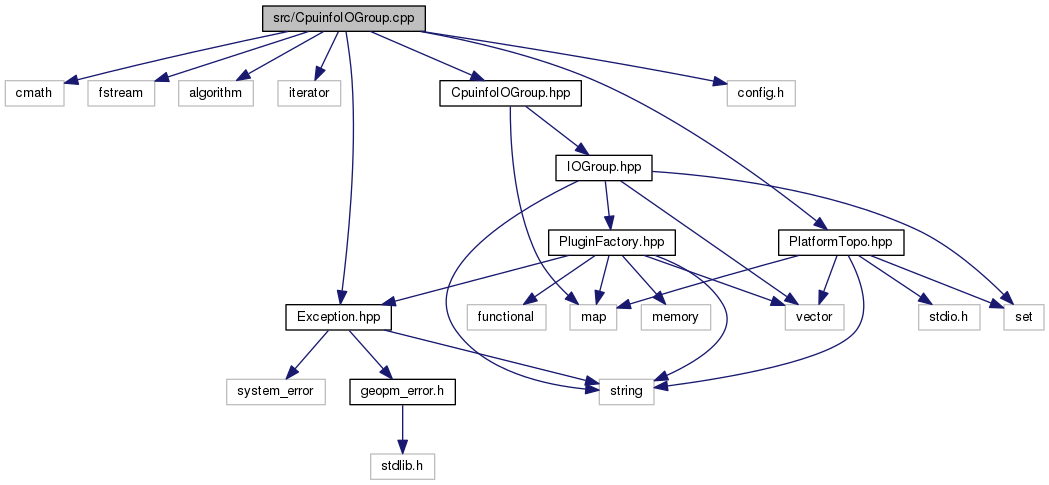 src/CpuinfoIOGroup.cpp
cmath
fstream
algorithm
iterator
CpuinfoIOGroup.hpp
config.h
IOGroup.hpp
PluginFactory.hpp
PlatformTopo.hpp
Exception.hpp
functional
map
memory
vector
stdio.h
set
system_error
geopm_error.h
string
stdlib.h